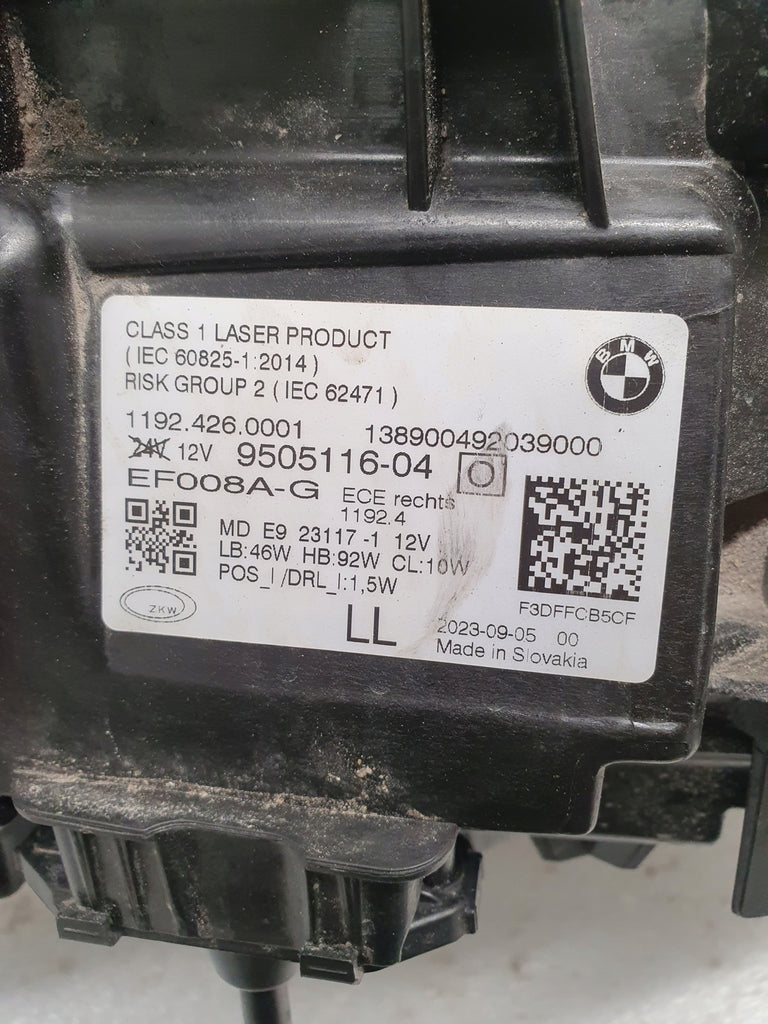 CLASS 1 LASER PRODUCT
(IEC 60825-1:2014)
RISK GROUP 2 (IEC 62471)
BMW
1192.426.0001 138900492039000
24V 12V 9505116-04
EF008A-G ECE rechts
1192.4
MD E9 23117-1 12V
LB:46W HB:92W CL:10W
POS_I/DRL_I:1,5W
F3DFFCB5CF
ZKW
LL 2023-09-05 00
Made in Slovakia